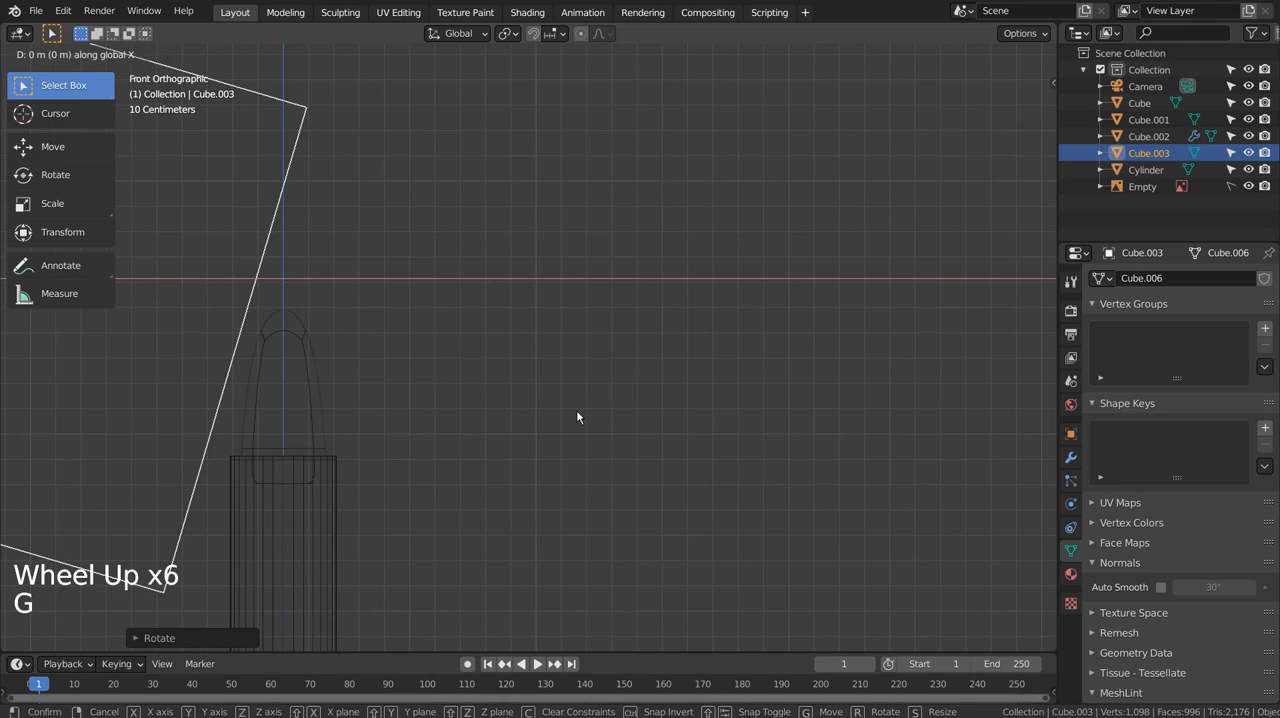 File Edit Render Window Help Layout Modeling Sculpting UV Editing Texture Paint Shading Animation Rendering Compositing Scripting + Scene View Layer
Global Options
D: 0 m (0 m) along global X
Select Box
Cursor
Move
Rotate
Scale
Transform
Annotate
Measure
Front Orthographic
(1) Collection | Cube.003
10 Centimeters
Wheel Up x6
G
Rotate
Scene Collection
Collection
Camera
Cube
Cube.001
Cube.002
Cube.003
Cylinder
Empty
Cube.003 Cube.006
Cube.006
Vertex Groups
Shape Keys
UV Maps
Vertex Colors
Face Maps
Normals
Auto Smooth 30°
Texture Space
Remesh
Geometry Data
Tissue - Tessellate
MeshLint
Playback Keying View Marker 1 Start 1 End 250
1 10 20 30 40 50 60 70 80 90 100 110 120 130 140 150 160 170 180 190 200 210 220 230 240 250
Confirm Cancel X X axis Y Y axis Z Z axis X X plane Y Y plane Z Z plane C Clear Constraints Ctrl Snap Invert Snap Toggle G Move R Rotate S Resize Collection | Cube.003 | Verts:1,098 | Faces:996 | Tris:2,176 | Obje